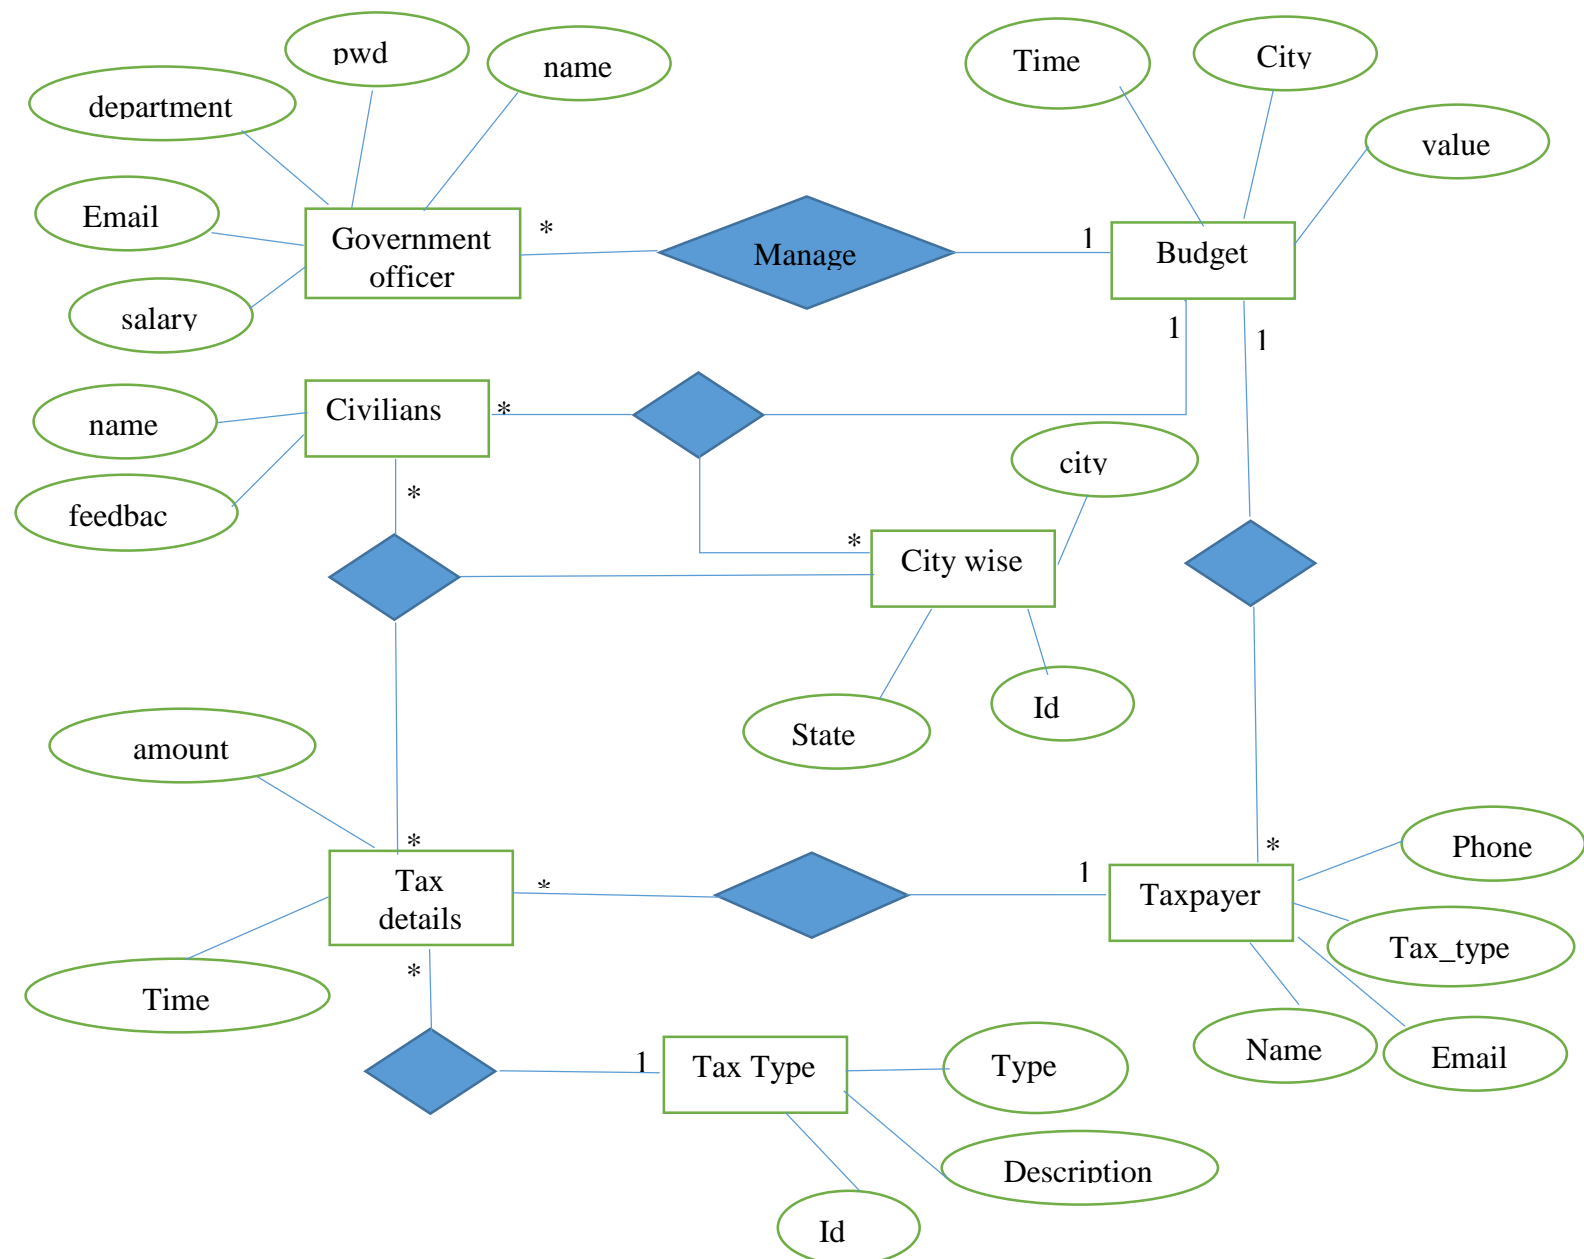 pwd
name
Time
City
department
value
Email
Government
officer
*
Manage
1
Budget
salary
1
1
name
Civilians
*
city
feedbac
*
*
City wise
Id
State
amount
*
*
Phone
Tax
details
*
1
Taxpayer
Tax_type
*
Time
Name
Email
1
Tax Type
Type
Description
Id